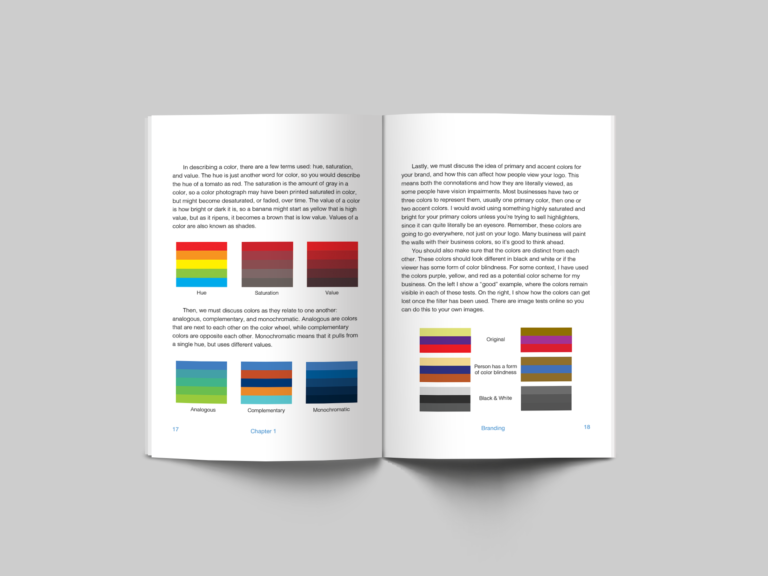 In describing a color, there are a few terms used: hue, saturation,
and value. The hue is just another word for color, so you would describe
the hue of a tomato as red. The saturation is the amount of gray in a
color, so a color photograph may have been printed saturated in color,
but might become desaturated, or faded, over time. The value of a color
is how bright or dark it is, so a banana might start as yellow that is high
value, but as it ripens, it becomes a brown that is low value. Values of a
color are also known as shades.
Hue
Saturation
Value
Then, we must discuss colors as they relate to one another:
analogous, complementary, and monochromatic. Analogous are colors
that are next to each other on the color wheel, while complementary
colors are opposite each other. Monochromatic means that it pulls from
a single hue, but uses different values.
Analogous
Complementary
Monochromatic
17
Chapter 1
Lastly, we must discuss the idea of primary and accent colors for
your brand, and how this can affect how people view your logo. This
means both the connotations and how they are literally viewed, as
some people have vision impairments. Most businesses have two or
three colors to represent them, usually one primary color, then one or
two accent colors. I would avoid using something highly saturated and
bright for your primary colors unless you're trying to sell highlighters,
since it can quite literally be an eyesore. Remember, these colors are
going to go everywhere, not just on your logo. Many business will paint
the walls with their business colors, so it's good to think ahead.
You should also make sure that the colors are distinct from each
other. These colors should look different in black and white or if the
viewer has some form of color blindness. For some context, I have used
the colors purple, yellow, and red as a potential color scheme for my
business. On the left I show a "good" example, where the colors remain
visible in each of these tests. On the right, I show how the colors can get
lost once the filter has been used. There are image tests online so you
can do this to your own images.
Original
Person has a form
of color blindness
Black & White
Branding
18